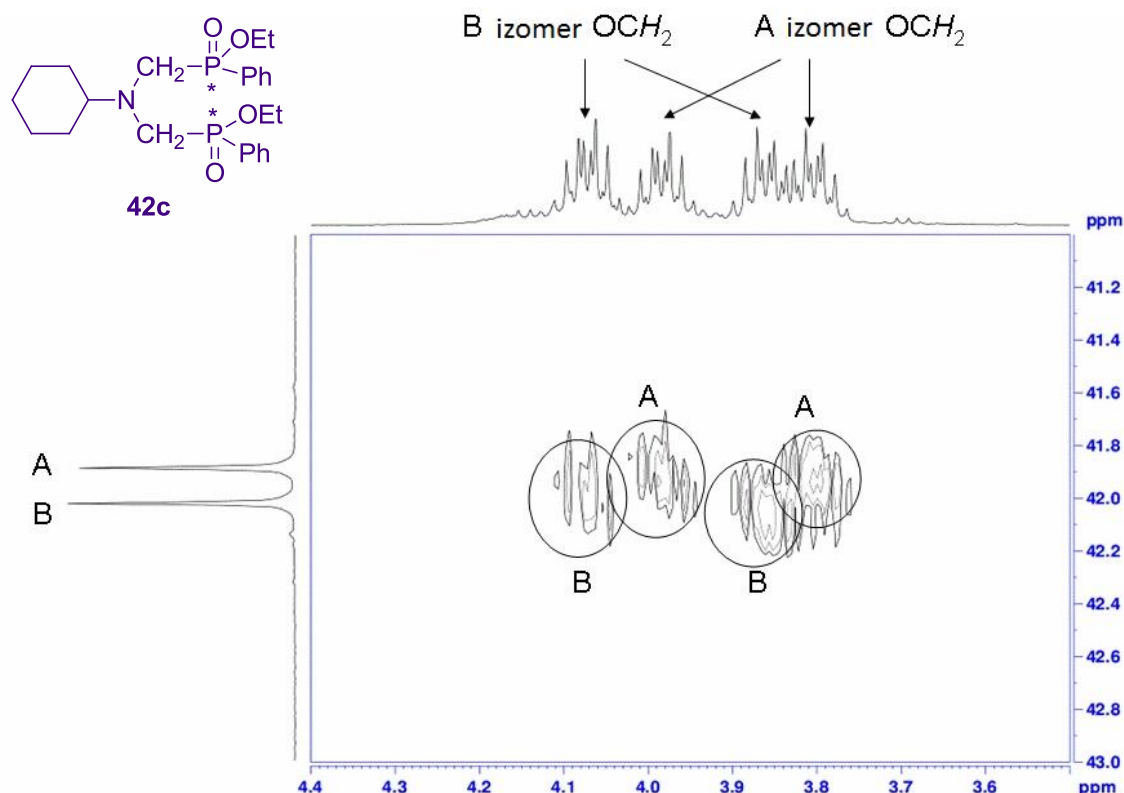 B izomer OCH₂
A izomer OCH₂
O
OEt
CH₂
P
Ph
*
N
*
OEt
CH₂
P
Ph
O
42c
ppm
41.2
41.4
41.6
41.8
42.0
42.2
42.4
42.6
42.8
43.0
A
B
A
A
B
B
4.4
4.3
4.2
4.1
4.0
3.9
3.8
3.7
3.6
ppm